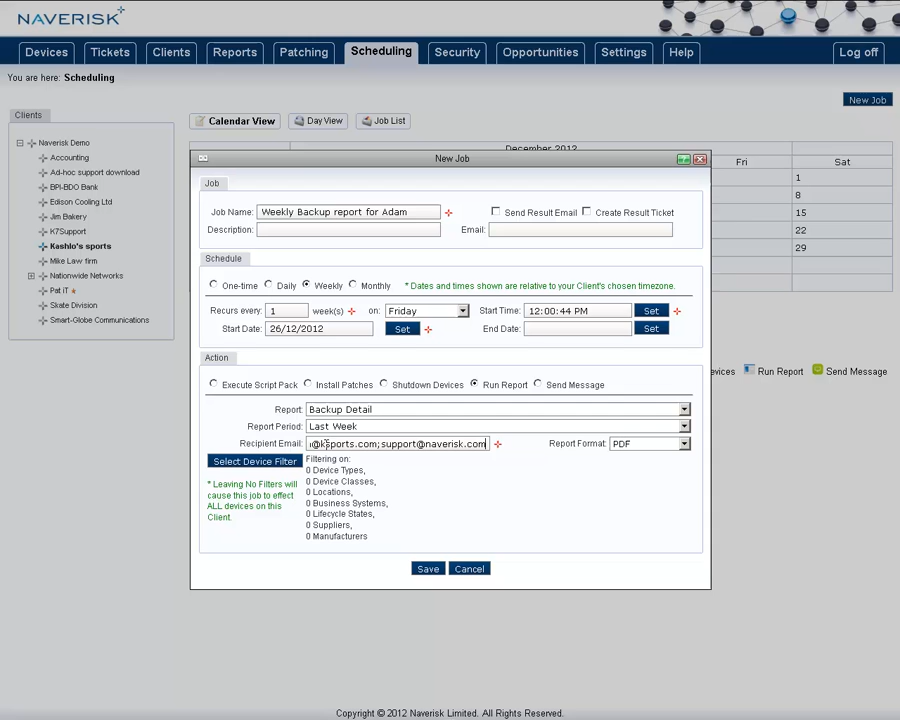 NAVERISK
Devices Tickets Clients Reports Patching Scheduling Security Opportunities Settings Help Log off
You are here: Scheduling
New Job
Clients
Naverisk Demo
Accounting
Ad-hoc support download
BPI-BDO Bank
Edison Cooling Ltd
Jim Bakery
K7Support
Kashlo's sports
Mike Law firm
Nationwide Networks
Pat iT
Skate Division
Smart-Globe Communications
Calendar View Day View Job List
December 2012
Fri Sat
1
8
15
22
29
New Job
Job
Job Name: Weekly Backup report for Adam Send Result Email Create Result Ticket
Description: Email:
Schedule
One-time Daily Weekly Monthly * Dates and times shown are relative to your Client's chosen timezone.
Recurs every: 1 week(s) on: Friday Start Time: 12:00:44 PM Set
Start Date: 26/12/2012 Set End Date: Set
Action
Execute Script Pack Install Patches Shutdown Devices Run Report Send Message
Report: Backup Detail
Report Period: Last Week
Recipient Email: @ksports.com;support@naverisk.com Report Format: PDF
Select Device Filter
Filtering on:
0 Device Types,
0 Device Classes,
0 Locations,
0 Business Systems,
0 Lifecycle States,
0 Suppliers,
0 Manufacturers
* Leaving No Filters will
cause this job to effect
ALL devices on this
Client.
Save Cancel
Run Report Send Message
Copyright © 2012 Naverisk Limited. All Rights Reserved.